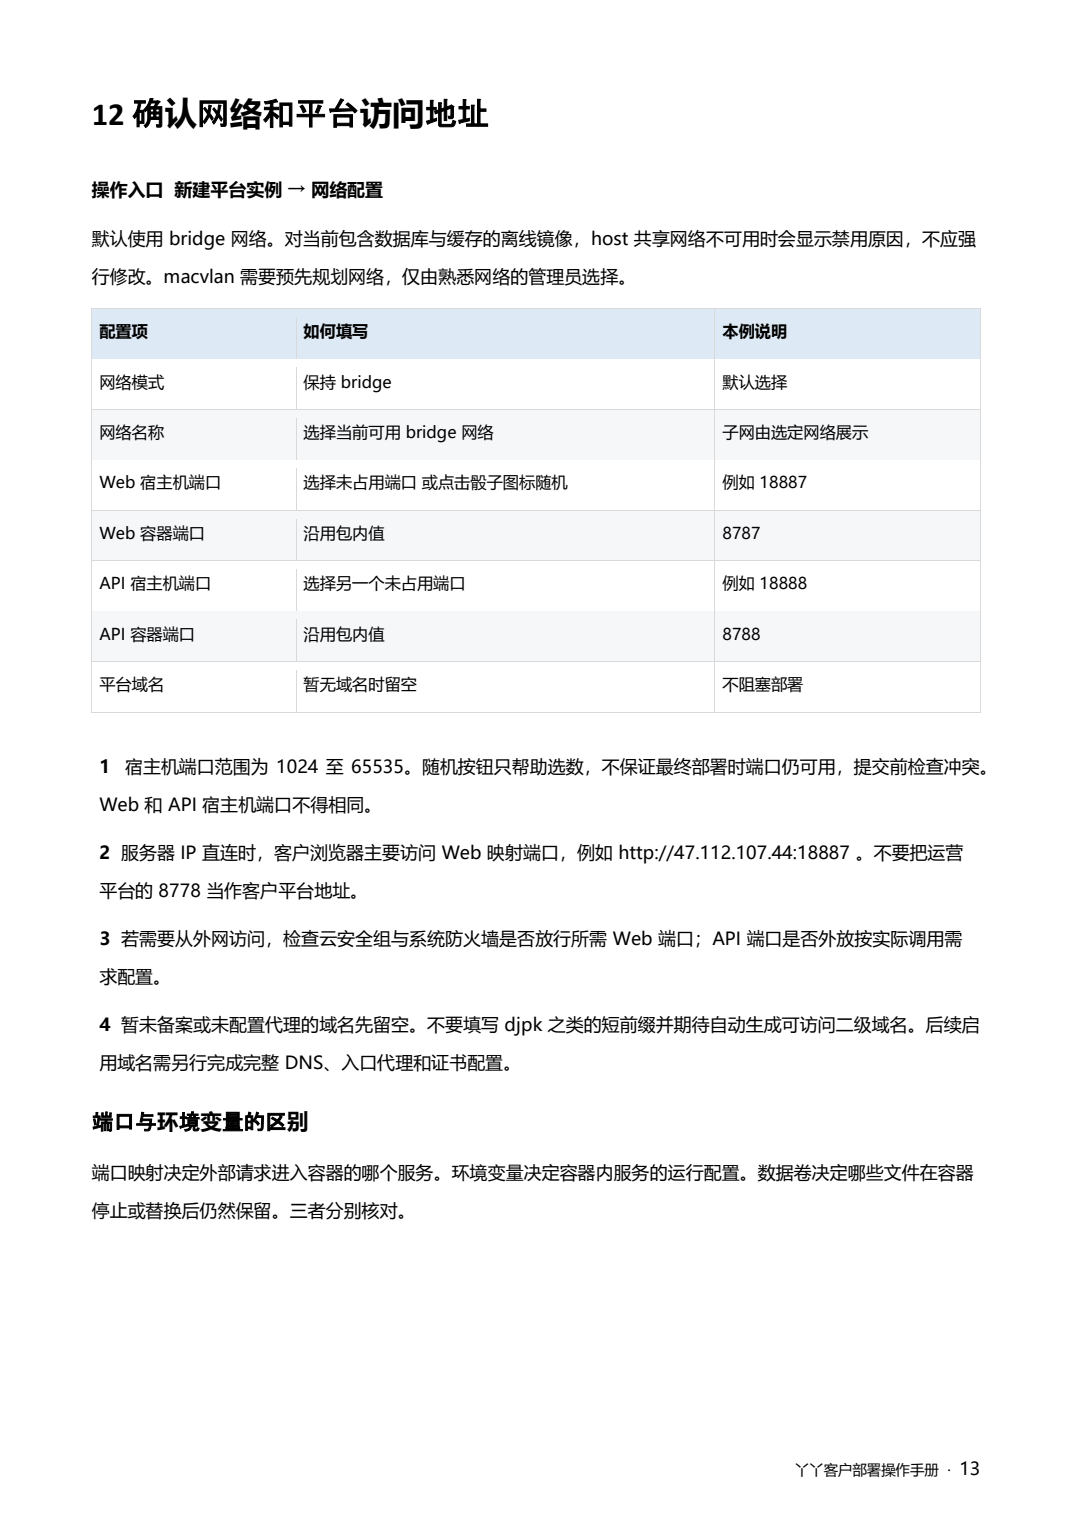 12 确认网络和平台访问地址
操作入口 新建平台实例 → 网络配置
默认使用 bridge 网络。对当前包含数据库与缓存的离线镜像，host 共享网络不可用时会显示禁用原因，不应强
行修改。macvlan 需要预先规划网络，仅由熟悉网络的管理员选择。
配置项 如何填写 本例说明
网络模式 保持 bridge 默认选择
网络名称 选择当前可用 bridge 网络 子网由选定网络展示
Web 宿主机端口 选择未占用端口 或点击骰子图标随机 例如 18887
Web 容器端口 沿用包内值 8787
API 宿主机端口 选择另一个未占用端口 例如 18888
API 容器端口 沿用包内值 8788
平台域名 暂无域名时留空 不阻塞部署
1 宿主机端口范围为 1024 至 65535。随机按钮只帮助选数，不保证最终部署时端口仍可用，提交前检查冲突。
Web 和 API 宿主机端口不得相同。
2 服务器 IP 直连时，客户浏览器主要访问 Web 映射端口，例如 http://47.112.107.44:18887 。不要把运营
平台的 8778 当作客户平台地址。
3 若需要从外网访问，检查云安全组与系统防火墙是否放行所需 Web 端口；API 端口是否外放按实际调用需
求配置。
4 暂未备案或未配置代理的域名先留空。不要填写 djpk 之类的短前缀并期待自动生成可访问二级域名。后续启
用域名需另行完成完整 DNS、入口代理和证书配置。
端口与环境变量的区别
端口映射决定外部请求进入容器的哪个服务。环境变量决定容器内服务的运行配置。数据卷决定哪些文件在容器
停止或替换后仍然保留。三者分别核对。
丫丫客户部署操作手册 · 13